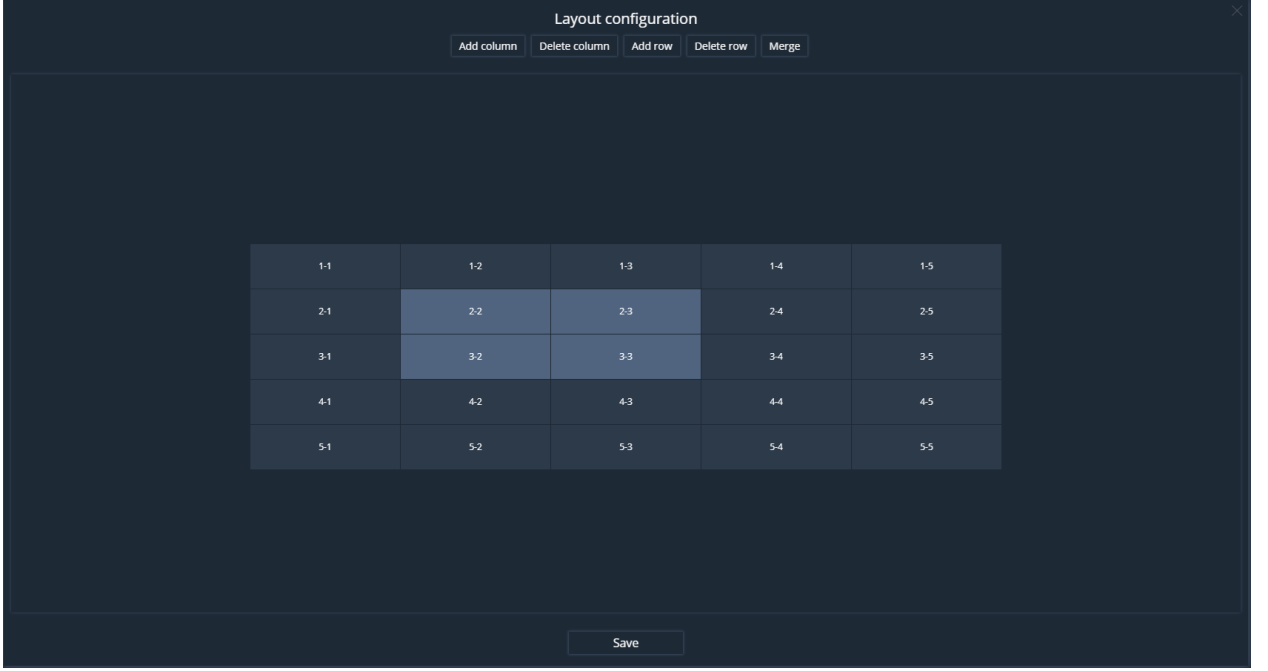 Layout configuration
Add column Delete column Add row Delete row Merge
1-1 1-2 1-3 1-4 1-5
2-1 2-2 2-3 2-4 2-5
3-1 3-2 3-3 3-4 3-5
4-1 4-2 4-3 4-4 4-5
5-1 5-2 5-3 5-4 5-5
Save